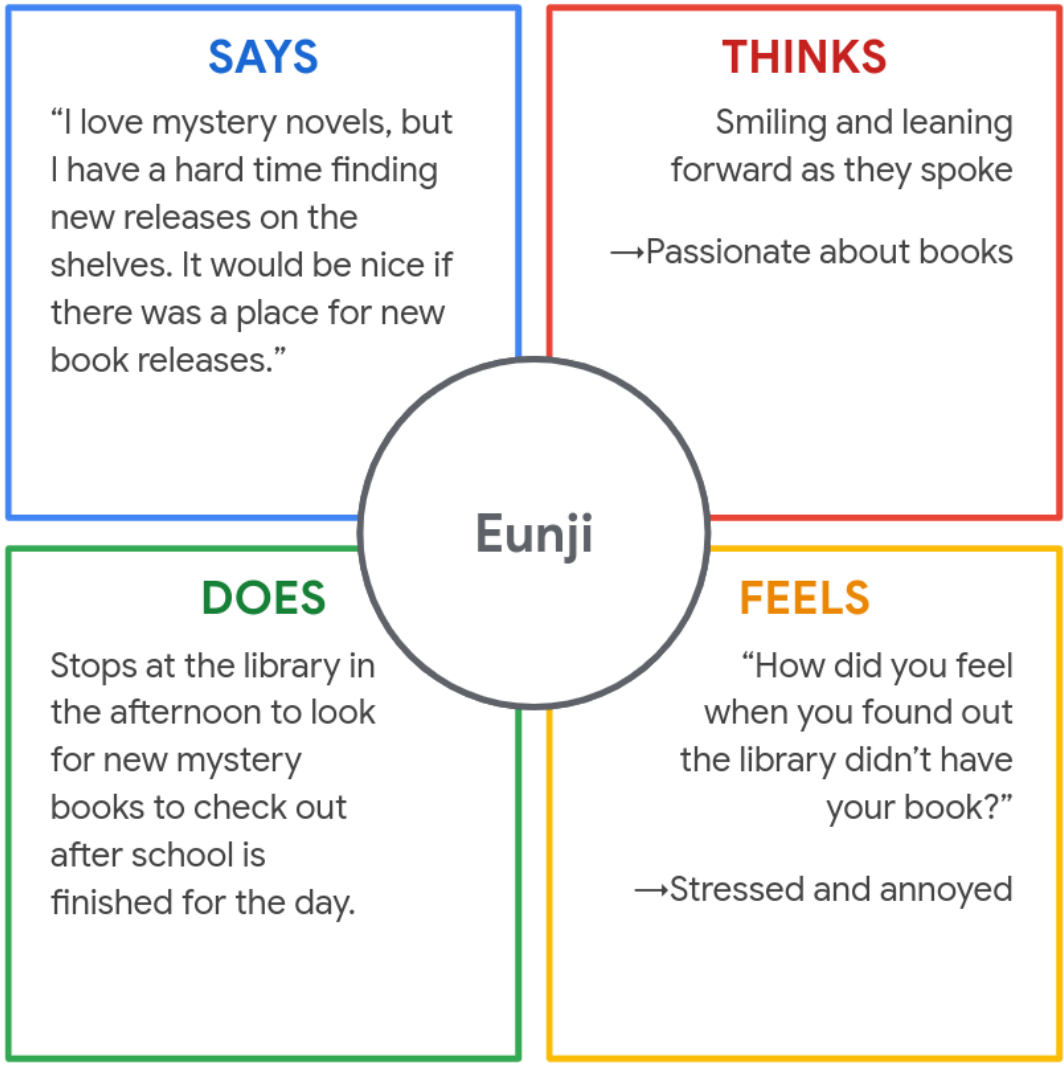 SAYS
“I love mystery novels, but
I have a hard time finding
new releases on the
shelves. It would be nice if
there was a place for new
book releases.”
THINKS
Smiling and leaning
forward as they spoke
→Passionate about books
Eunji
DOES
Stops at the library in
the afternoon to look
for new mystery
books to check out
after school is
finished for the day.
FEELS
“How did you feel
when you found out
the library didn’t have
your book?”
→Stressed and annoyed